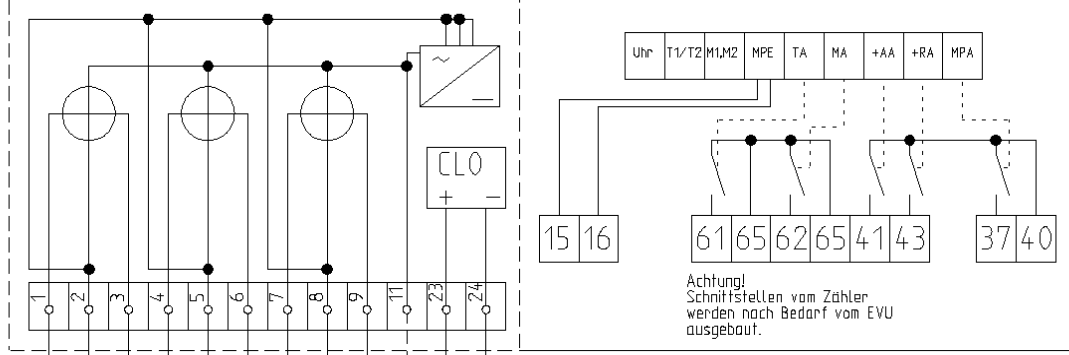 Uhr T1/T2 M1,M2 MPE TA MA +AA +RA MPA
~
—
CLO
+ —
15 16 61 65 62 65 41 43 37 40
1 2 3 4 5 6 7 8 9 11 23 24
Achtung!
Schnittstellen vom Zähler
werden nach Bedarf vom EVU
ausgebaut.